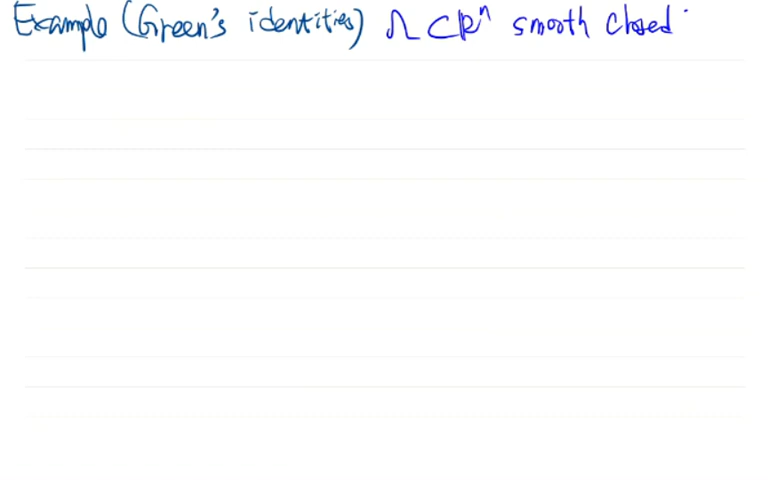 Example (Green's identities) Ω ⊂ ℝⁿ smooth closed